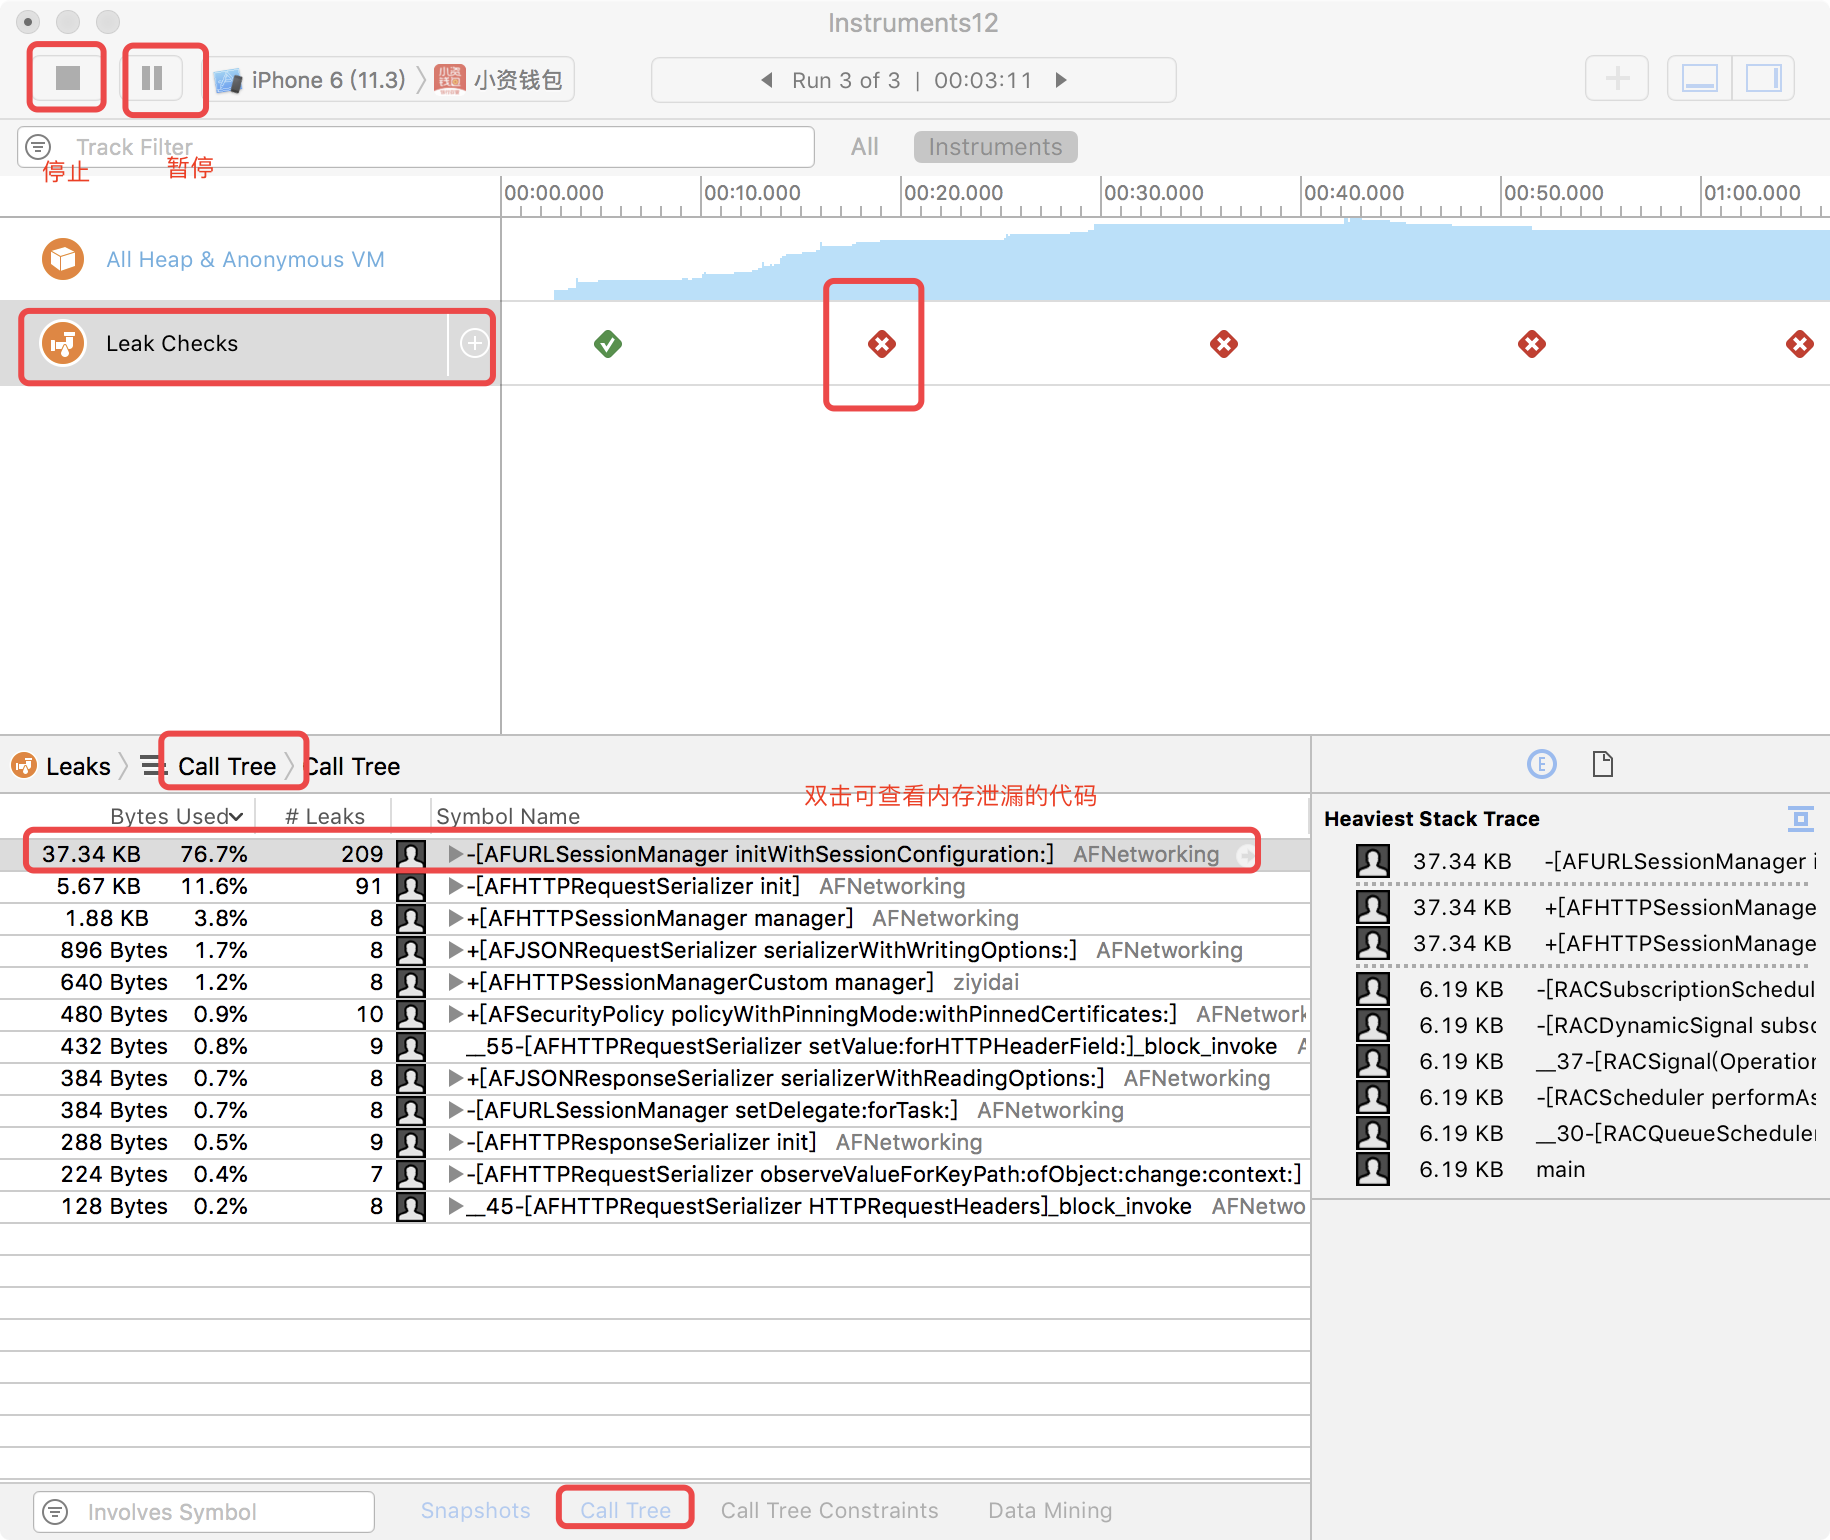 Instruments12
iPhone 6 (11.3) 小资钱包
Run 3 of 3 | 00:03:11
Track Filter
All Instruments
停止 暂停
00:00.000 00:10.000 00:20.000 00:30.000 00:40.000 00:50.000 01:00.000
All Heap & Anonymous VM
Leak Checks
Leaks Call Tree Call Tree
双击可查看内存泄漏的代码
Bytes Used # Leaks Symbol Name
37.34 KB 76.7% 209 -[AFURLSessionManager initWithSessionConfiguration:] AFNetworking
5.67 KB 11.6% 91 -[AFHTTPRequestSerializer init] AFNetworking
1.88 KB 3.8% 8 +[AFHTTPSessionManager manager] AFNetworking
896 Bytes 1.7% 8 +[AFJSONRequestSerializer serializerWithWritingOptions:] AFNetworking
640 Bytes 1.2% 8 +[AFHTTPSessionManagerCustom manager] ziyidai
480 Bytes 0.9% 10 +[AFSecurityPolicy policyWithPinningMode:withPinnedCertificates:] AFNetwork
432 Bytes 0.8% 9 __55-[AFHTTPRequestSerializer setValue:forHTTPHeaderField:]_block_invoke A
384 Bytes 0.7% 8 +[AFJSONResponseSerializer serializerWithReadingOptions:] AFNetworking
384 Bytes 0.7% 8 -[AFURLSessionManager setDelegate:forTask:] AFNetworking
288 Bytes 0.5% 9 -[AFHTTPResponseSerializer init] AFNetworking
224 Bytes 0.4% 7 -[AFHTTPRequestSerializer observeValueForKeyPath:ofObject:change:context:]
128 Bytes 0.2% 8 __45-[AFHTTPRequestSerializer HTTPRequestHeaders]_block_invoke AFNetwo
Heaviest Stack Trace
37.34 KB -[AFURLSessionManager i
37.34 KB +[AFHTTPSessionManage
37.34 KB +[AFHTTPSessionManage
6.19 KB -[RACSubscriptionSchedul
6.19 KB -[RACDynamicSignal subsc
6.19 KB __37-[RACSignal(Operation
6.19 KB -[RACScheduler performAs
6.19 KB __30-[RACQueueScheduler
6.19 KB main
Involves Symbol
Snapshots Call Tree Call Tree Constraints Data Mining